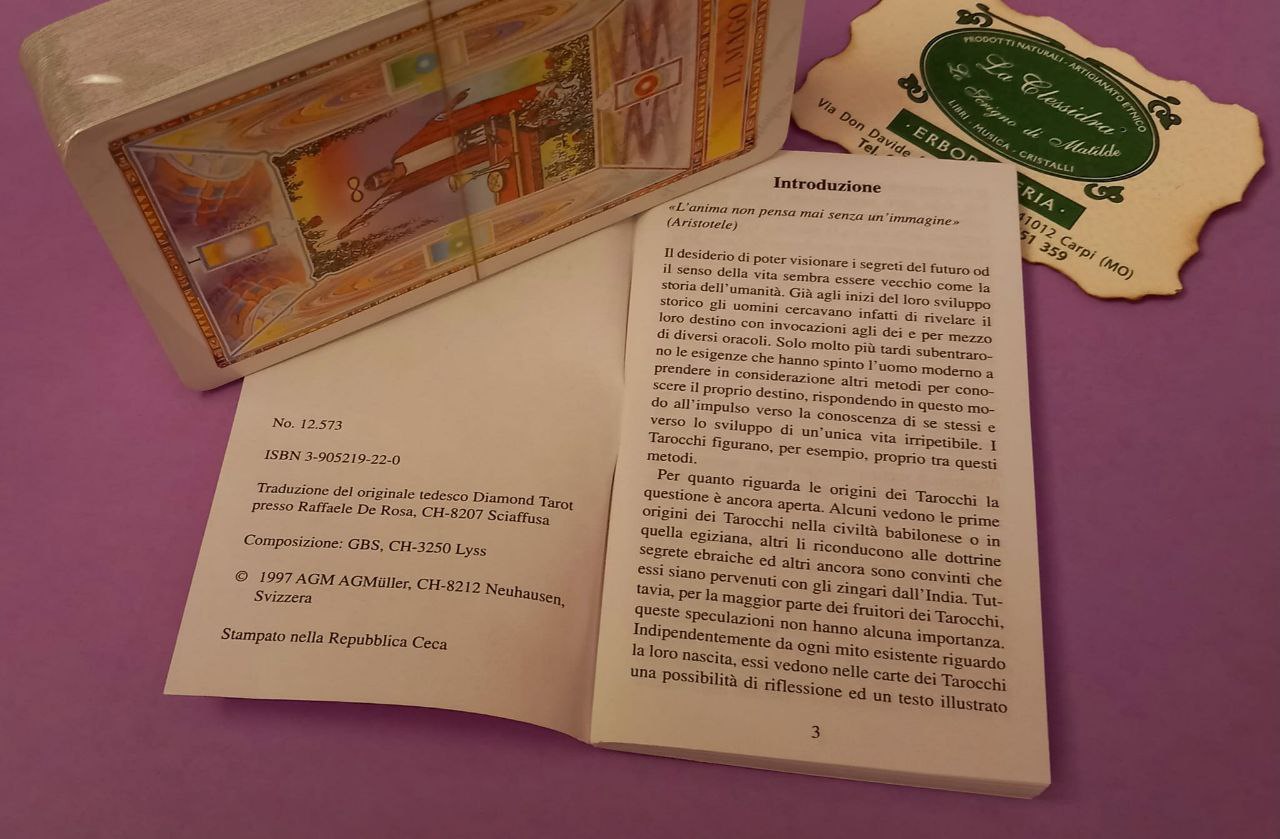 IL MAGO
1
PRODOTTI NATURALI - ARTIGIANATO ETNICO
La Clessidra
Lo Scrigno di Matilde
LIBRI - MUSICA - CRISTALLI
Via Don Davide
41012 Carpi (MO)
Tel.
51 359
No. 12.573
ISBN 3-905219-22-0
Traduzione del originale tedesco Diamond Tarot
presso Raffaele De Rosa, CH-8207 Sciaffusa
Composizione: GBS, CH-3250 Lyss
© 1997 AGM AGMüller, CH-8212 Neuhausen,
Svizzera
Stampato nella Repubblica Ceca
Introduzione
«L'anima non pensa mai senza un'immagine»
(Aristotele)
Il desiderio di poter visionare i segreti del futuro od
il senso della vita sembra essere vecchio come la
storia dell'umanità. Già agli inizi del loro sviluppo
storico gli uomini cercavano infatti di rivelare il
loro destino con invocazioni agli dei e per mezzo
di diversi oracoli. Solo molto più tardi subentraro-
no le esigenze che hanno spinto l'uomo moderno a
prendere in considerazione altri metodi per cono-
scere il proprio destino, rispondendo in questo mo-
do all'impulso verso la conoscenza di se stessi e
verso lo sviluppo di un'unica vita irripetibile. I
Tarocchi figurano, per esempio, proprio tra questi
metodi.
Per quanto riguarda le origini dei Tarocchi la
questione è ancora aperta. Alcuni vedono le prime
origini dei Tarocchi nella civiltà babilonese o in
quella egiziana, altri li riconducono alle dottrine
segrete ebraiche ed altri ancora sono convinti che
essi siano pervenuti con gli zingari dall'India. Tut-
tavia, per la maggior parte dei fruitori dei Tarocchi,
queste speculazioni non hanno alcuna importanza.
Indipendentemente da ogni mito esistente riguardo
la loro nascita, essi vedono nelle carte dei Tarocchi
una possibilità di riflessione ed un testo illustrato
3